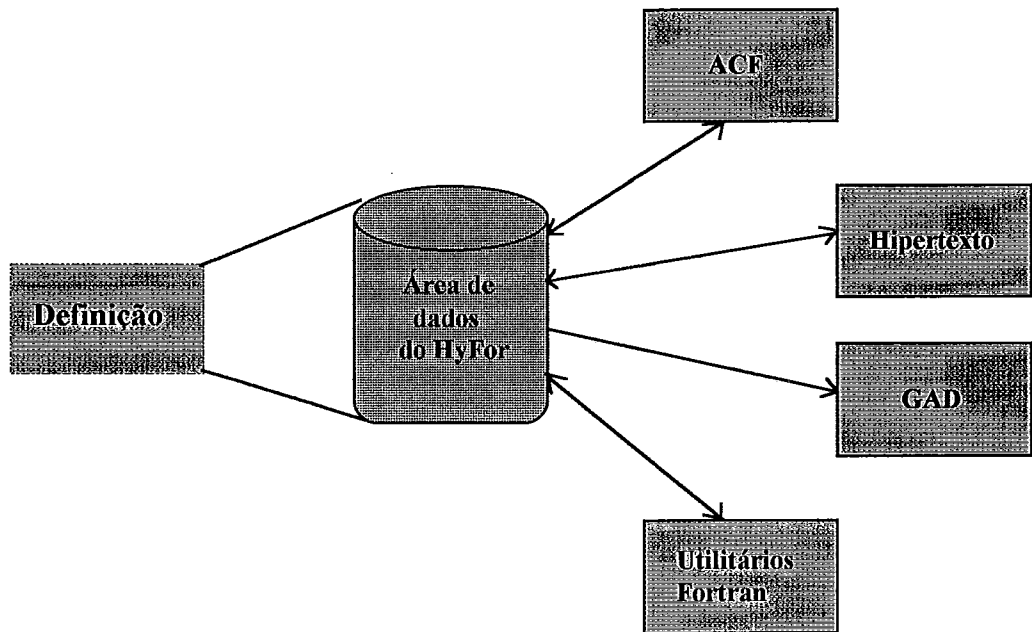 ACF
Hipertexto
Definição
Área de
dados
do HyFor
GAD
Utilitários
Fortran